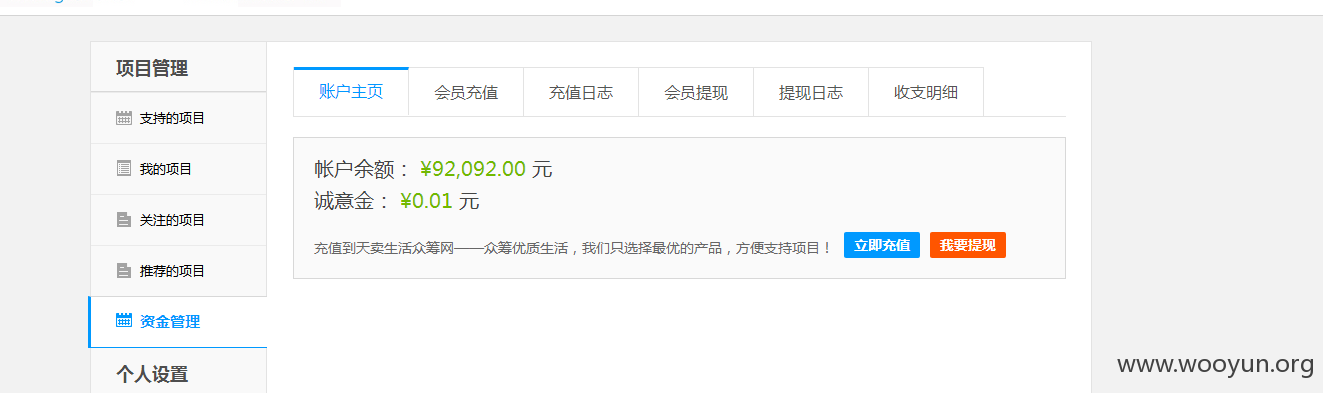 项目管理
支持的项目
我的项目
关注的项目
推荐的项目
资金管理
个人设置
账户主页 会员充值 充值日志 会员提现 提现日志 收支明细
帐户余额： ¥92,092.00 元
诚意金： ¥0.01 元
充值到天卖生活众筹网——众筹优质生活，我们只选择最优的产品，方便支持项目！ 立即充值 我要提现
www.wooyun.org